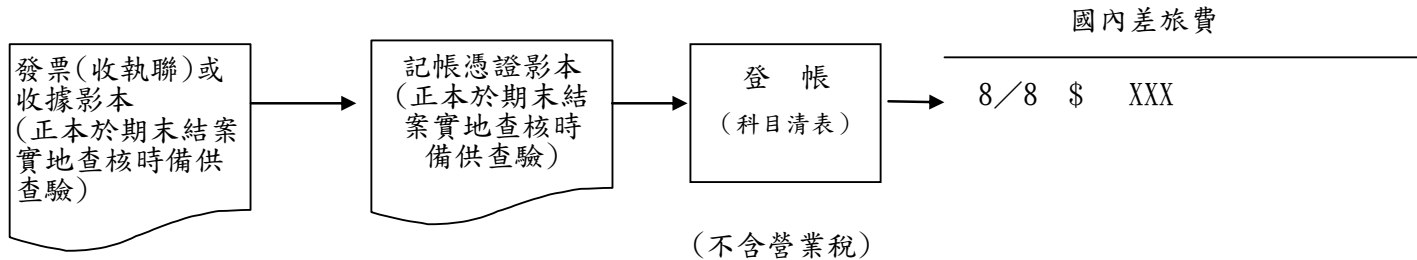 發票(收執聯)或
收據影本
(正本於期末結案
實地查核時備供
查驗)
記帳憑證影本
(正本於期末結
案實地查核時
備供查驗)
登 帳
(科目清表)
(不含營業稅)
國內差旅費
8/8 $ XXX